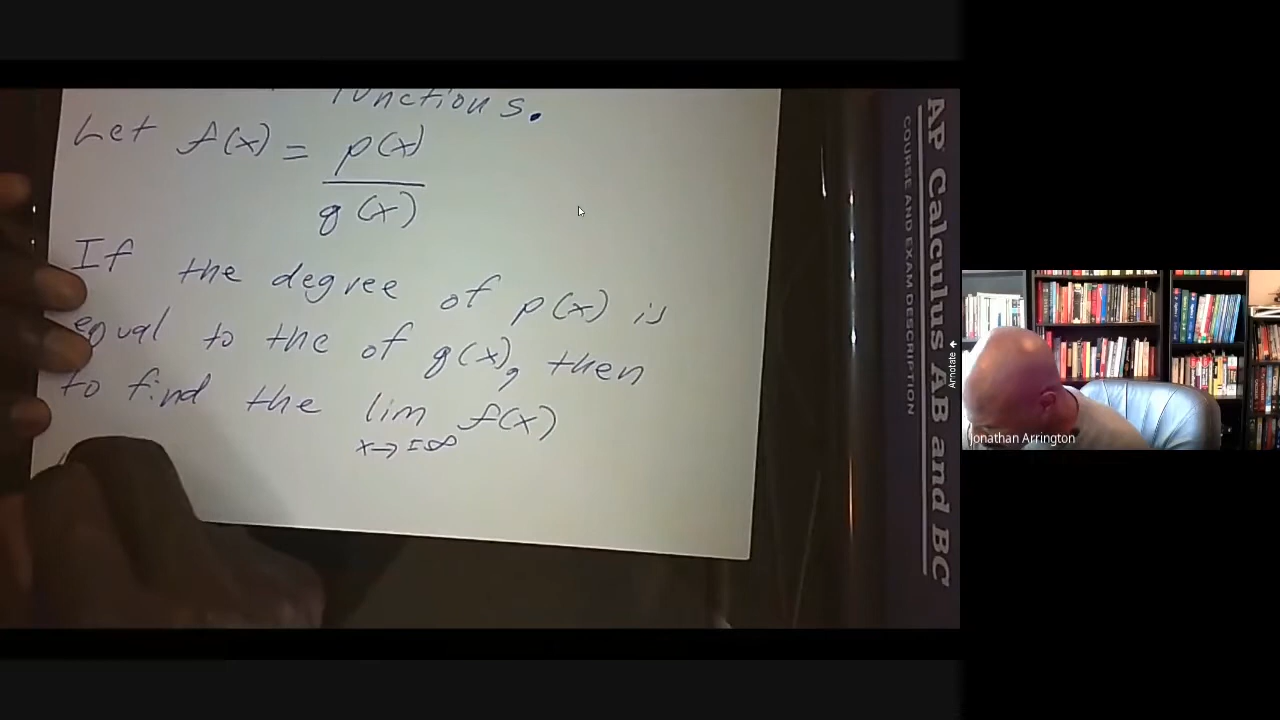 functions.
Let f(x) = p(x)
q(x)
If the degree of p(x) is
equal to the of q(x), then
to find the lim f(x)
x→±∞
AP Calculus AB and BC
COURSE AND EXAM DESCRIPTION
Annotate
Jonathan Arrington